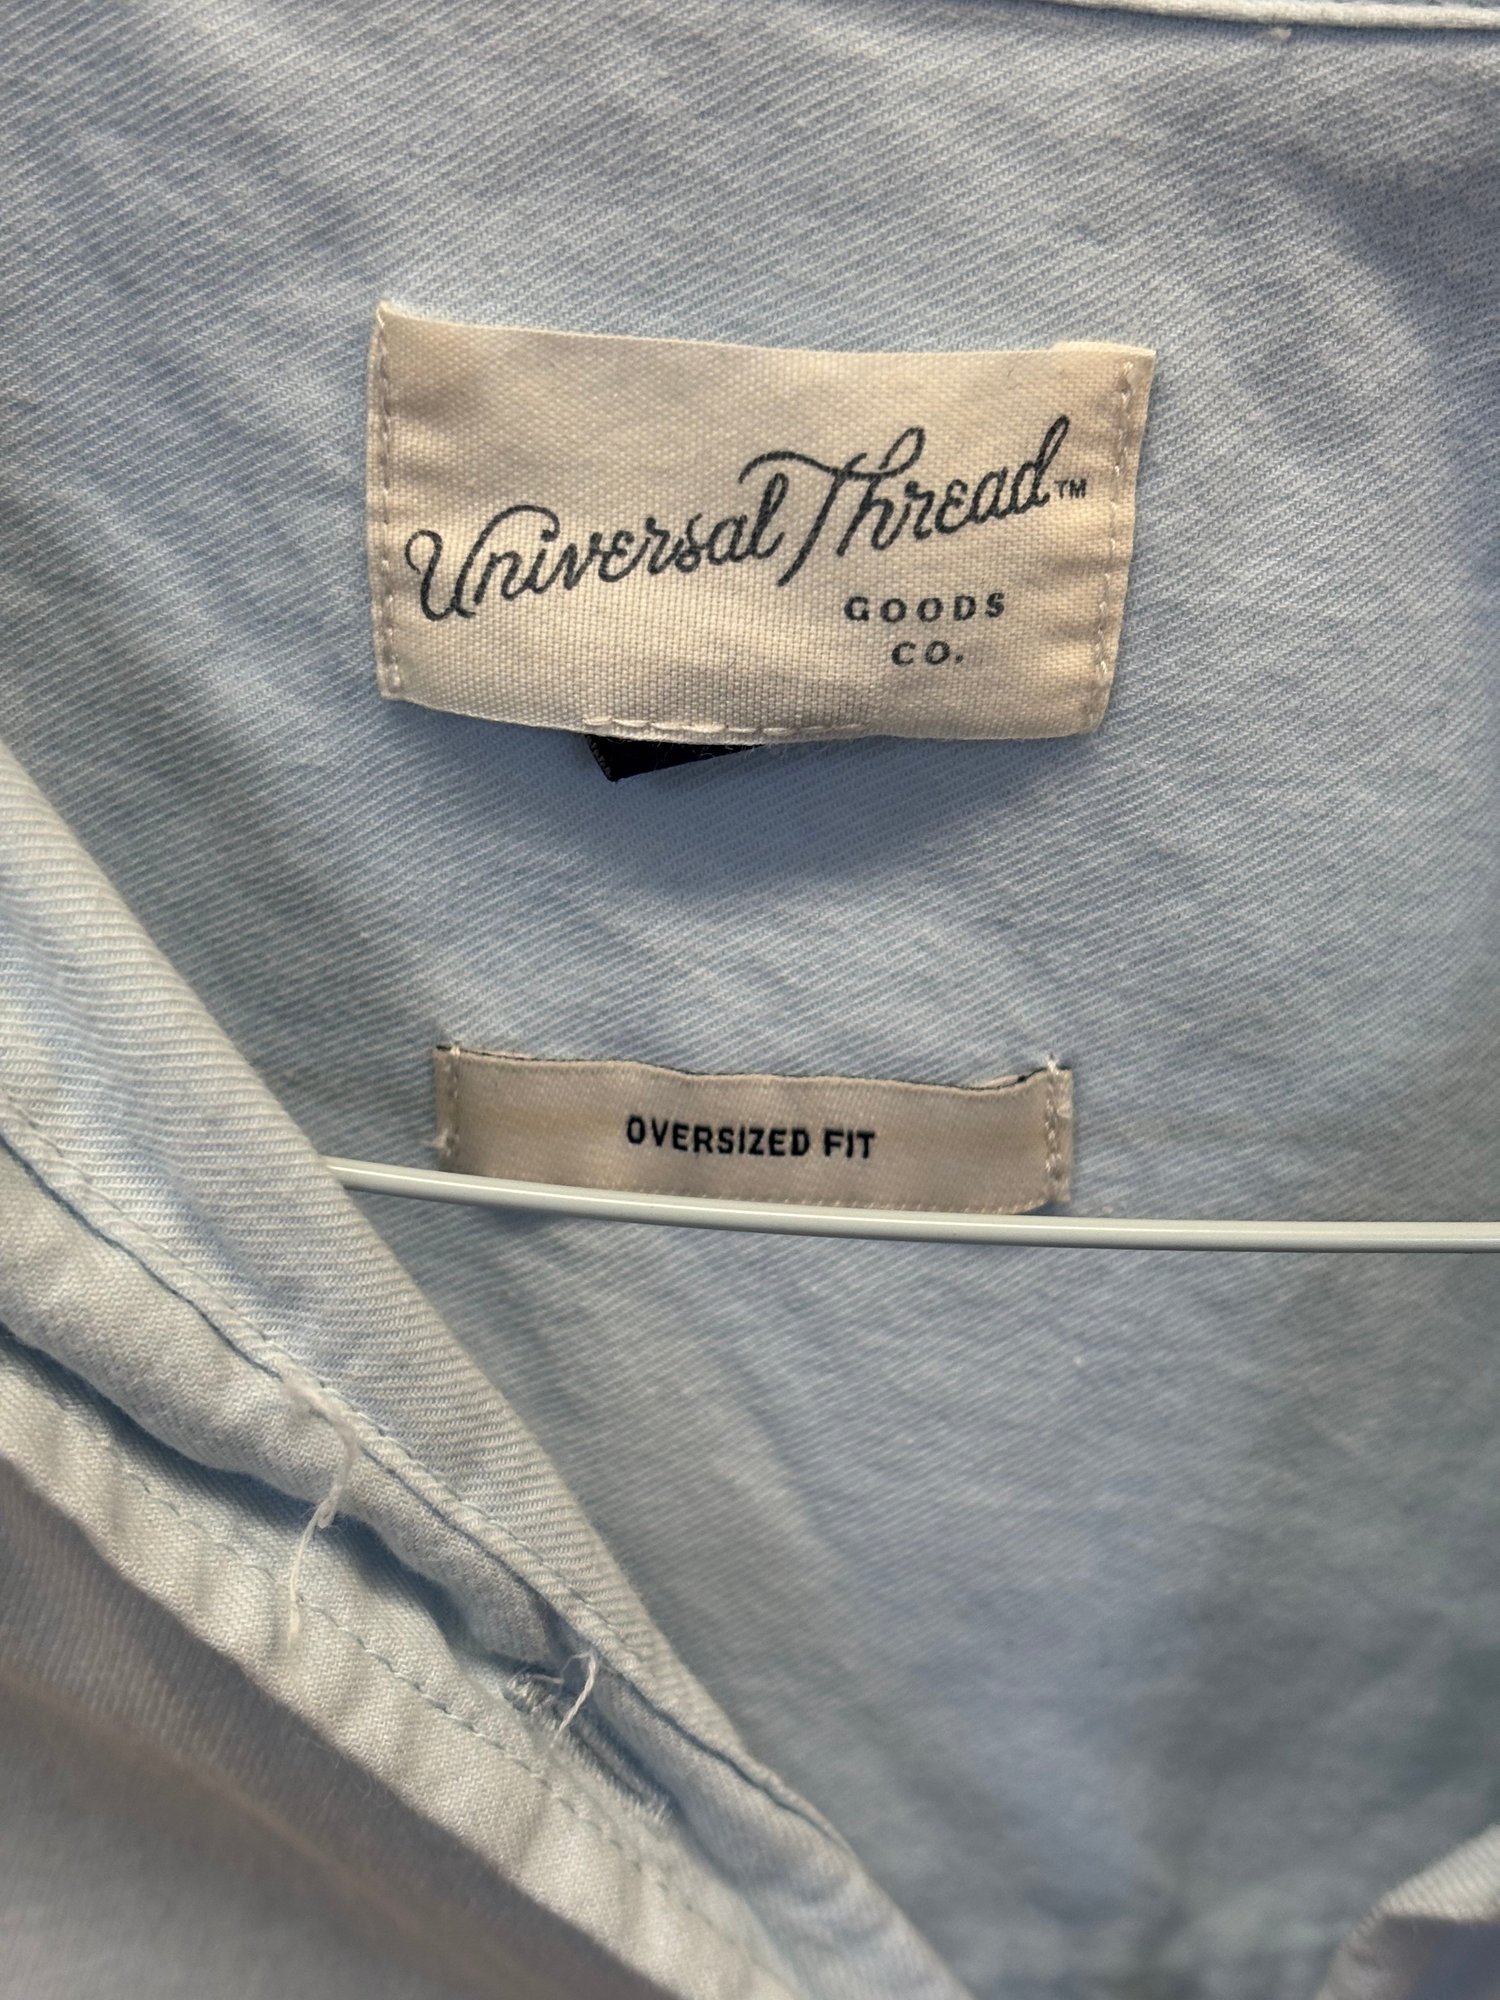 Universal Thread™
GOODS
CO.
OVERSIZED FIT